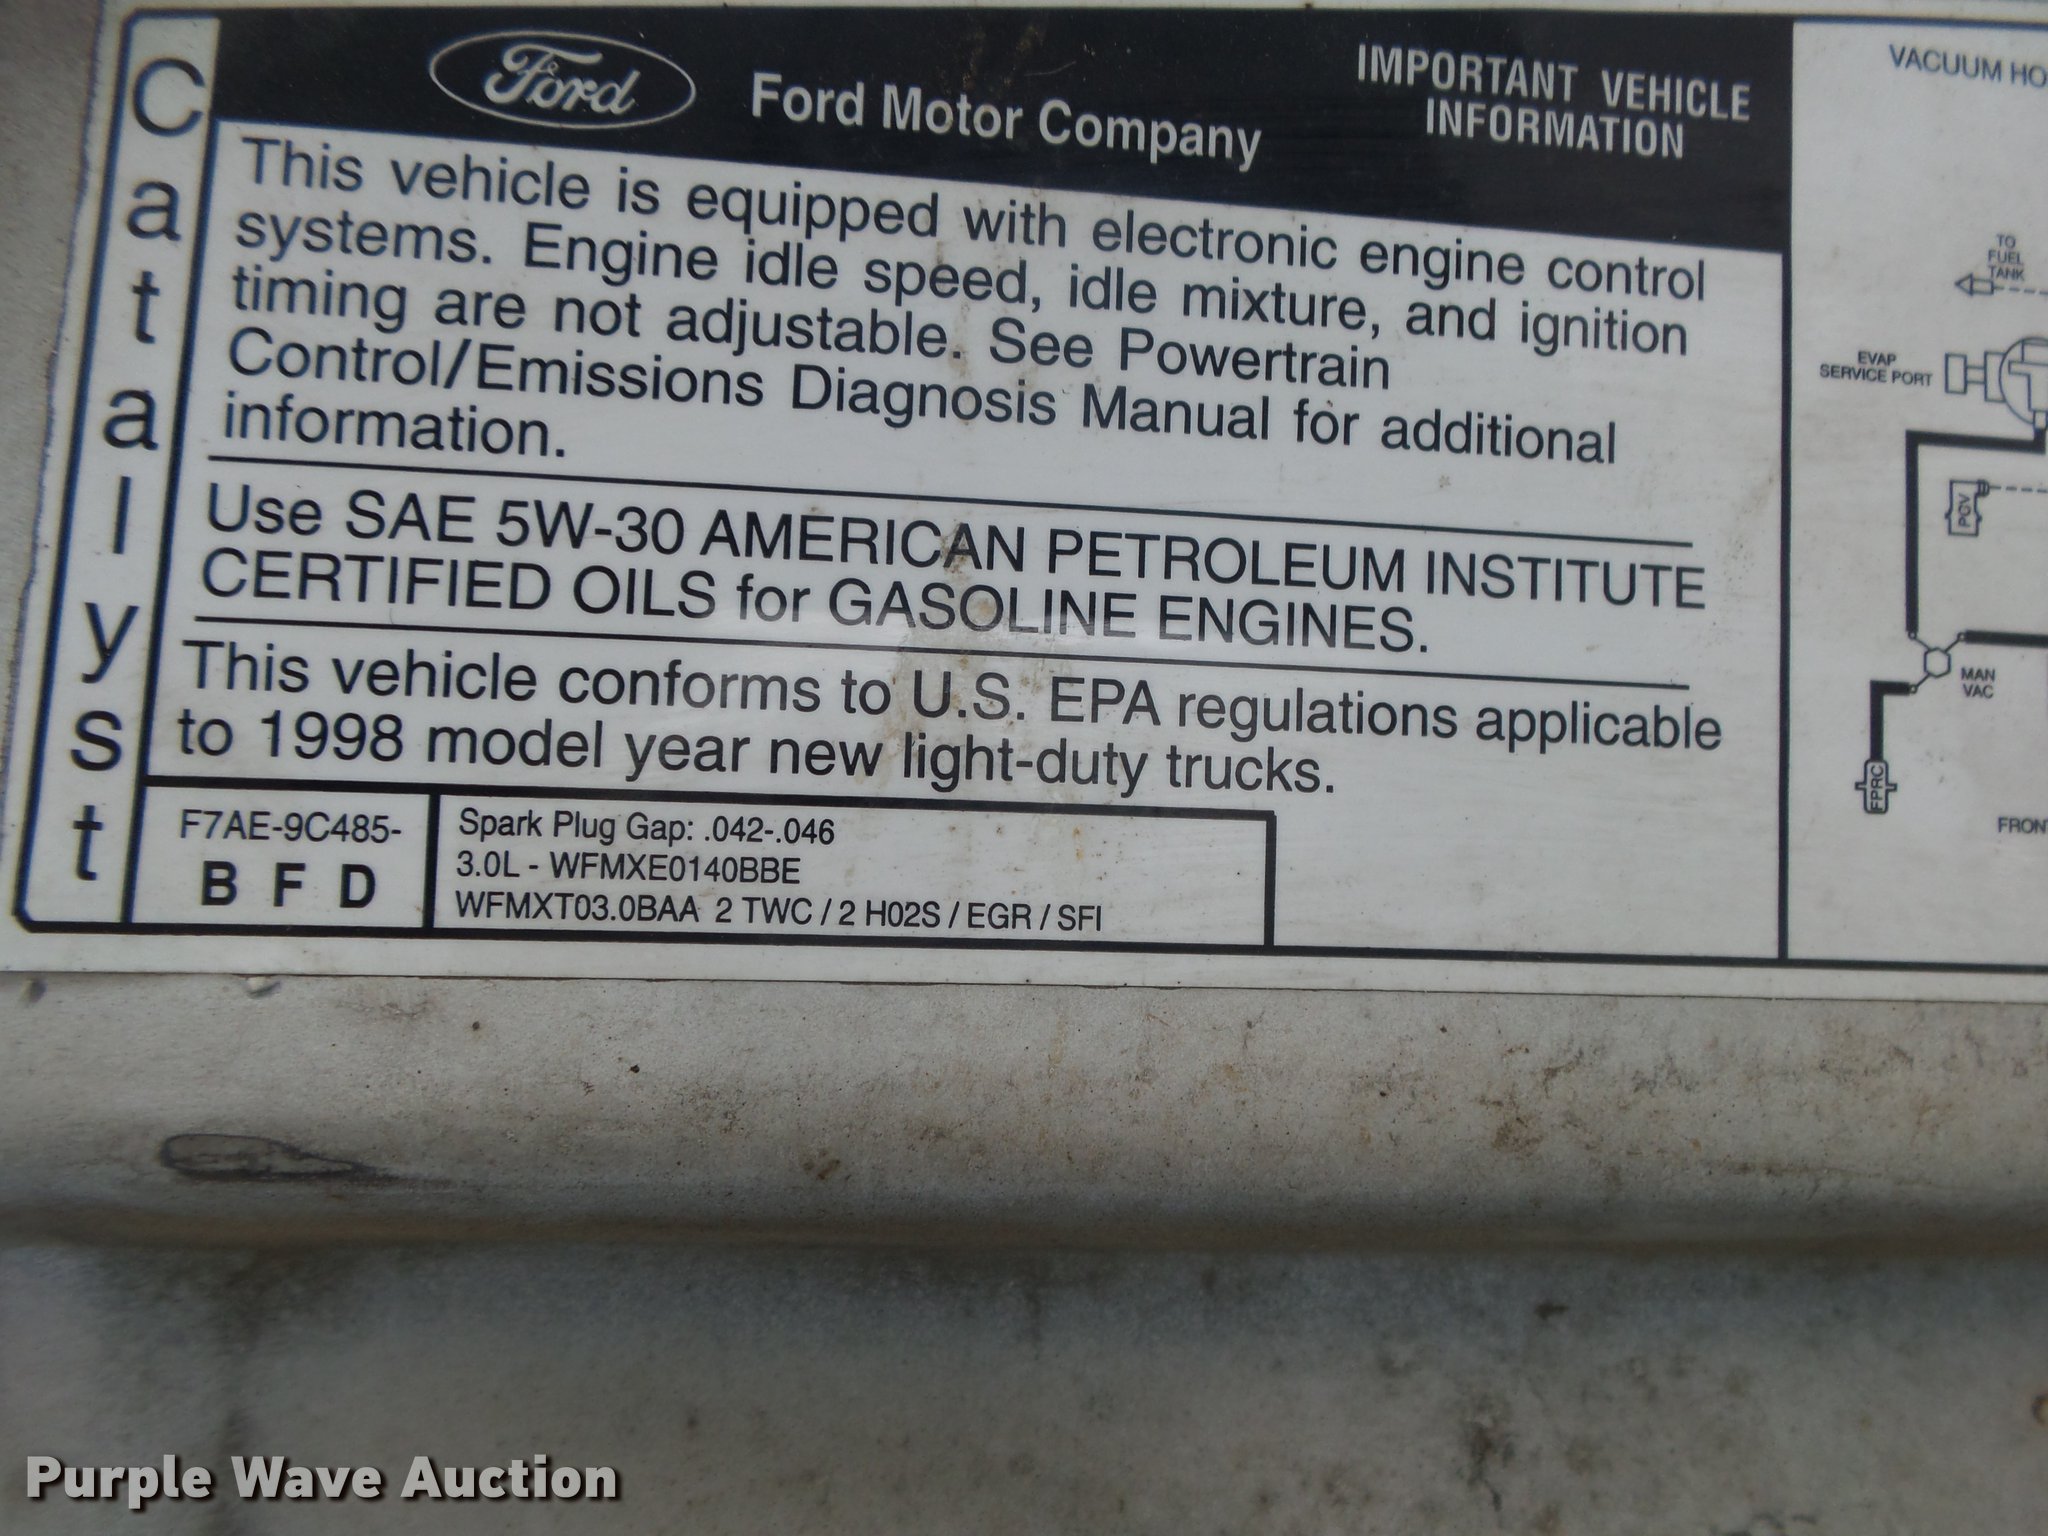 Catalyst
Ford
Ford Motor Company
IMPORTANT VEHICLE
INFORMATION
This vehicle is equipped with electronic engine control
systems. Engine idle speed, idle mixture, and ignition
timing are not adjustable. See Powertrain
Control/Emissions Diagnosis Manual for additional
information.
Use SAE 5W-30 AMERICAN PETROLEUM INSTITUTE
CERTIFIED OILS for GASOLINE ENGINES.
This vehicle conforms to U.S. EPA regulations applicable
to 1998 model year new light-duty trucks.
F7AE-9C485-
B F D
Spark Plug Gap: .042-.046
3.0L - WFMXE0140BBE
WFMXT03.0BAA 2 TWC / 2 H02S / EGR / SFI
VACUUM HO
TO
FUEL
TANK
EVAP
SERVICE PORT
PCV
MAN
VAC
FPRC
FRONT
Purple Wave Auction